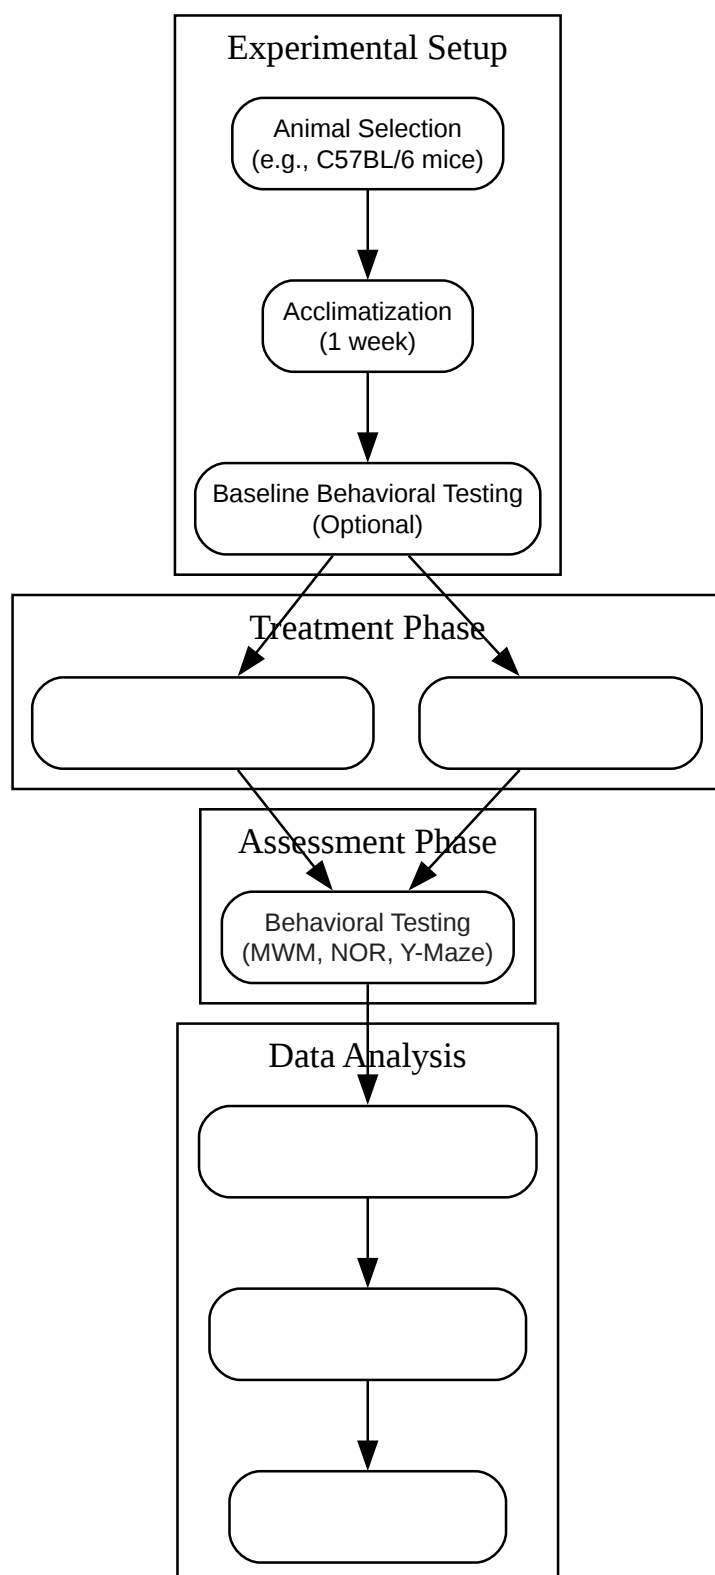 Experimental Setup
Animal Selection
(e.g., C57BL/6 mice)
Acclimatization
(1 week)
Baseline Behavioral Testing
(Optional)
Treatment Phase
Assessment Phase
Behavioral Testing
(MWM, NOR, Y-Maze)
Data Analysis